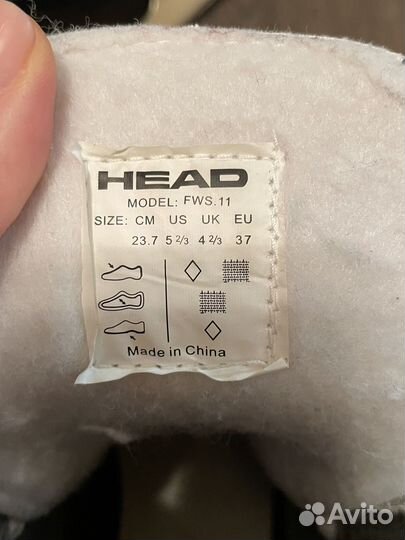 HEAD
MODEL: FWS.11
SIZE: CM US UK EU
23.7 5 2/3 4 2/3 37
Made in China
Avito